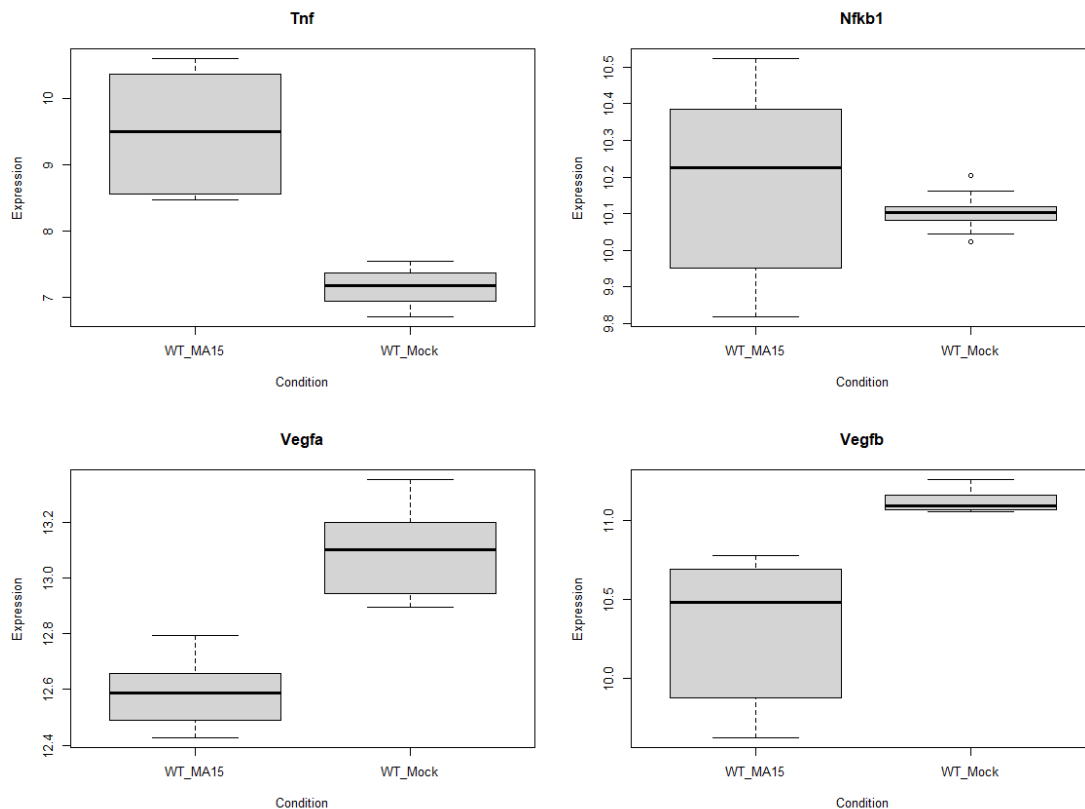 Tnf
Expression
10
9
8
7
WT_MA15
WT_Mock
Condition
Nfkb1
Expression
10.5
10.4
10.3
10.2
10.1
10.0
9.9
9.8
WT_MA15
WT_Mock
Condition
Vegfa
Expression
13.2
13.0
12.8
12.6
12.4
WT_MA15
WT_Mock
Condition
Vegfb
Expression
11.0
10.5
10.0
WT_MA15
WT_Mock
Condition